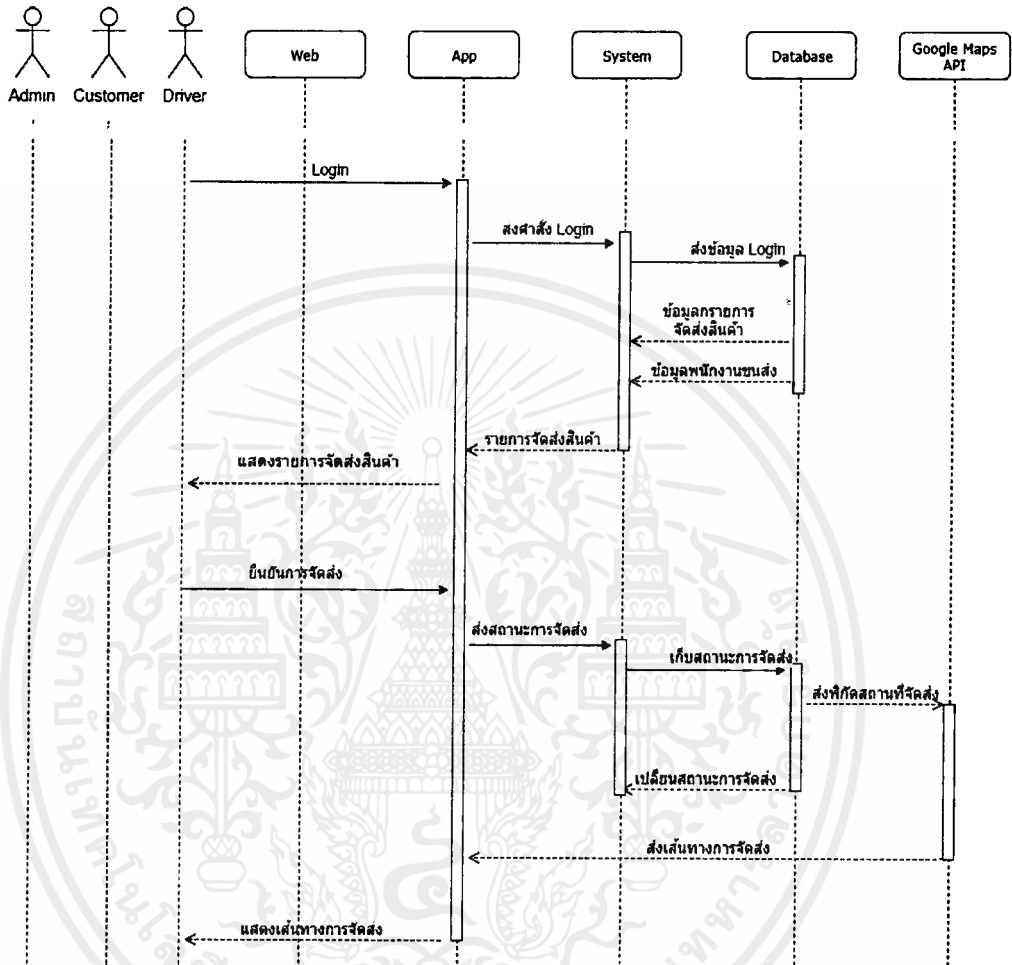 Admin
Customer
Driver
Web
App
System
Database
Google Maps
API
Login
ส่งคำสั่ง Login
ส่งข้อมูล Login
ข้อมูลกรายการ
จัดส่งสินค้า
ข้อมูลพนักงานขนส่ง
รายการจัดส่งสินค้า
แสดงรายการจัดส่งสินค้า
ยืนยันการจัดส่ง
ส่งสถานะการจัดส่ง
เก็บสถานะการจัดส่ง
ส่งพิกัดสถานที่จัดส่ง
เปลี่ยนสถานะการจัดส่ง
ส่งเส้นทางการจัดส่ง
แสดงเส้นทางการจัดส่ง